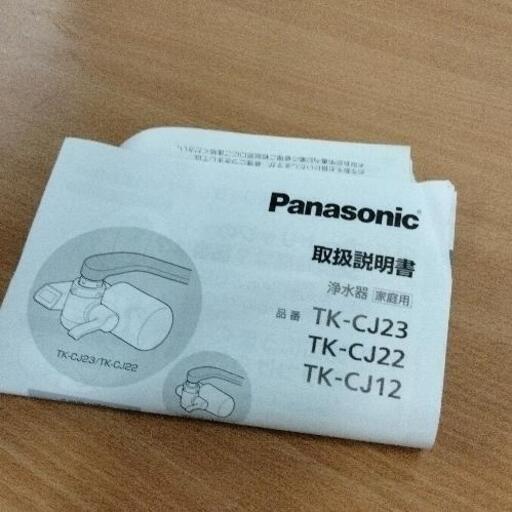 Panasonic
取扱説明書
浄水器 家庭用
品番 TK-CJ23
TK-CJ22
TK-CJ12
TK-CJ23/TK-CJ22